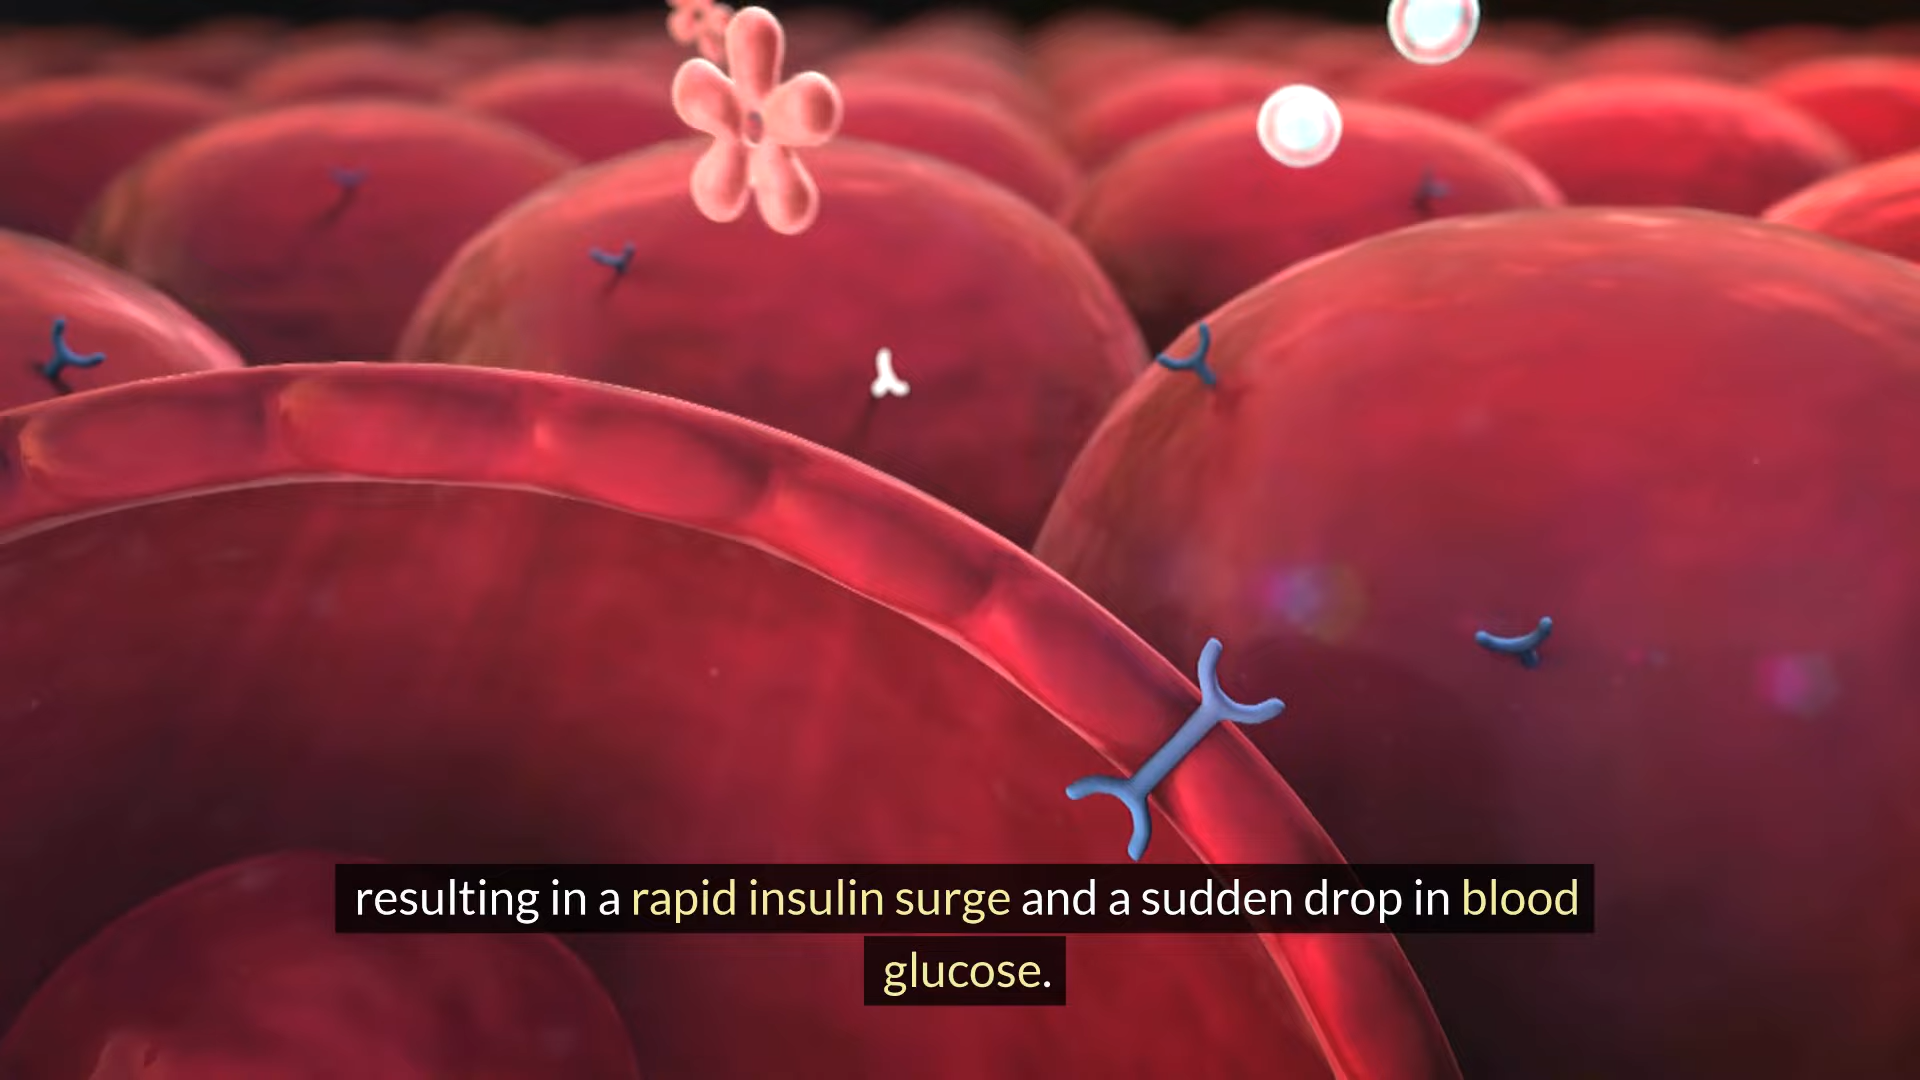 resulting in a rapid insulin surge and a sudden drop in blood
glucose.